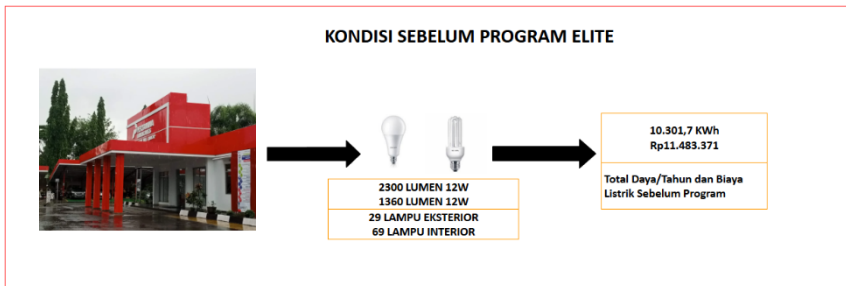 KONDISI SEBELUM PROGRAM ELITE
2300 LUMEN 12W
1360 LUMEN 12W
29 LAMPU EKSTERIOR
69 LAMPU INTERIOR
10.301,7 KWh
Rp11.483.371
Total Daya/Tahun dan Biaya
Listrik Sebelum Program